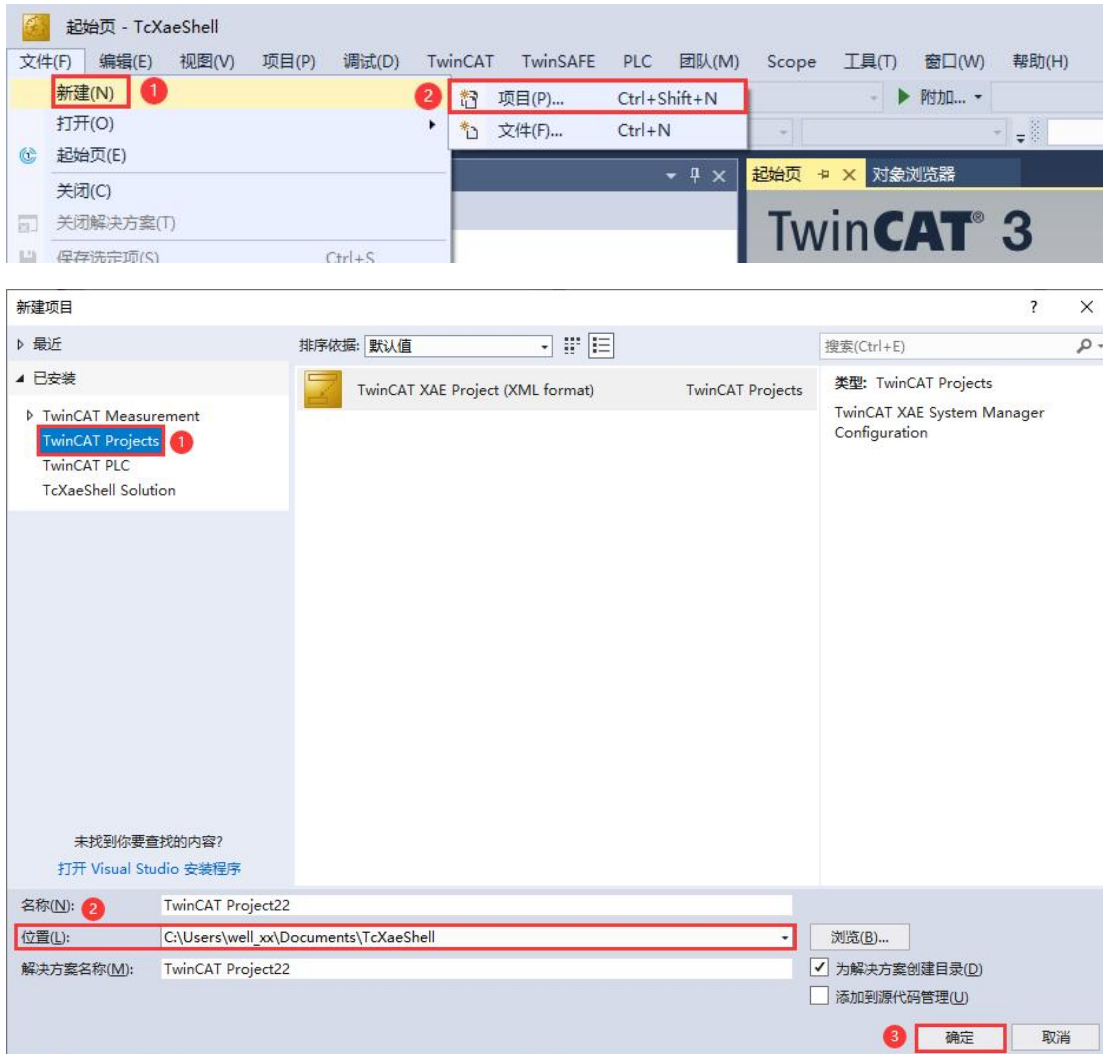 起始页 - TcXaeShell
文件(F) 编辑(E) 视图(V) 项目(P) 调试(D) TwinCAT TwinSAFE PLC 团队(M) Scope 工具(T) 窗口(W) 帮助(H)
新建(N) 1 2 项目(P)... Ctrl+Shift+N 附加...
打开(O) 文件(F)... Ctrl+N
起始页(E)
关闭(C) 起始页 对象浏览器
关闭解决方案(T)
TwinCAT® 3
保存选定项(S) Ctrl+S
新建项目 ?
最近 排序依据: 默认值 搜索(Ctrl+E)
已安装 TwinCAT XAE Project (XML format) TwinCAT Projects 类型: TwinCAT Projects
TwinCAT Measurement TwinCAT XAE System Manager
TwinCAT Projects 1 Configuration
TwinCAT PLC
TcXaeShell Solution
未找到你要查找的内容?
打开 Visual Studio 安装程序
名称(N): 2 TwinCAT Project22
位置(L): C:\Users\well_xx\Documents\TcXaeShell 浏览(B)...
解决方案名称(M): TwinCAT Project22 为解决方案创建目录(D)
添加到源代码管理(U)
3 确定 取消